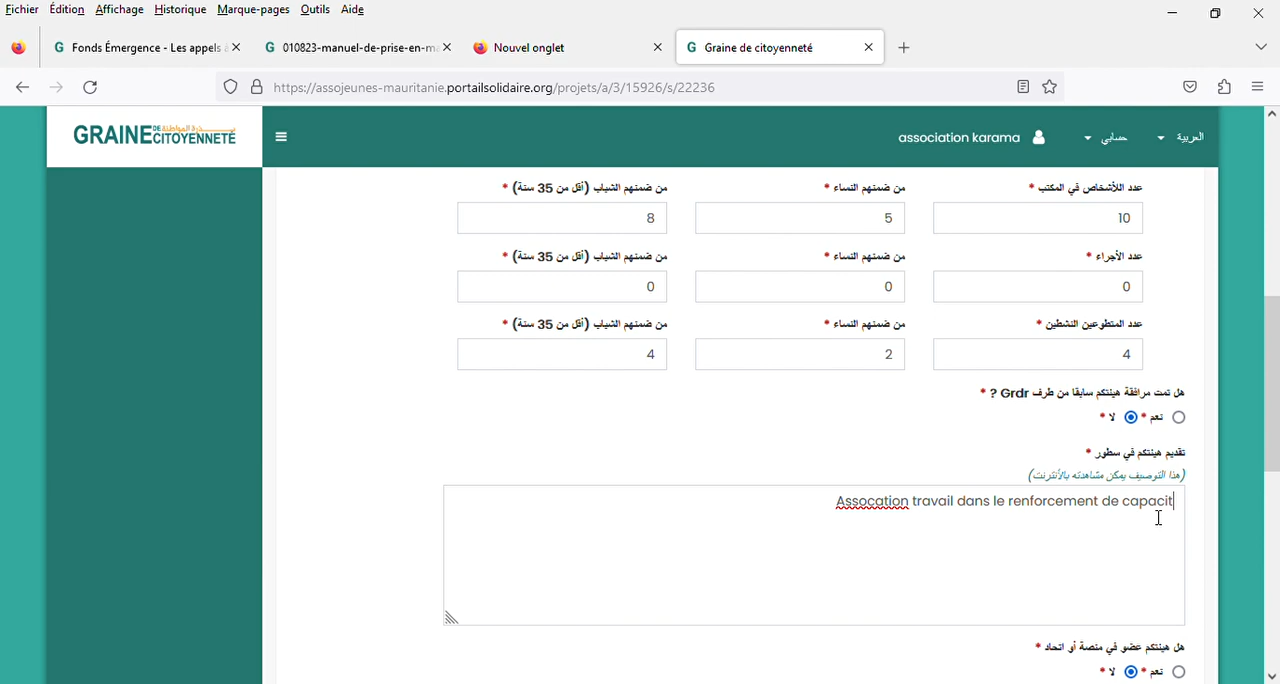 Fichier Édition Affichage Historique Marque-pages Outils Aide
Fonds Émergence - Les appels à
010823-manuel-de-prise-en-ma
Nouvel onglet
Graine de citoyenneté
https://assojeunes-mauritanie.portailsolidaire.org/projets/a/3/15926/s/22236
GRAINE DE CITOYENNETÉ بذرة المواطنة
association karama
حسابي
العربية
عدد اللأشخاص في المكتب * من ضمنهم النساء * من ضمنهم الشباب (أقل من 35 سنة) *
10 5 8
عدد الأجراء * من ضمنهم النساء * من ضمنهم الشباب (أقل من 35 سنة) *
0 0 0
عدد المتطوعين النشطين * من ضمنهم النساء * من ضمنهم الشباب (أقل من 35 سنة) *
4 2 4
هل تمت مرافقة هيئتكم سابقا من طرف Grdr ? *
نعم * لا *
تقديم هيئتكم في سطور *
(هذا التوصيف يمكن مشاهدته بالأنترنت)
Assocation travail dans le renforcement de capacit
هل هيئتكم عضو في منصة أو اتحاد *
نعم * لا *